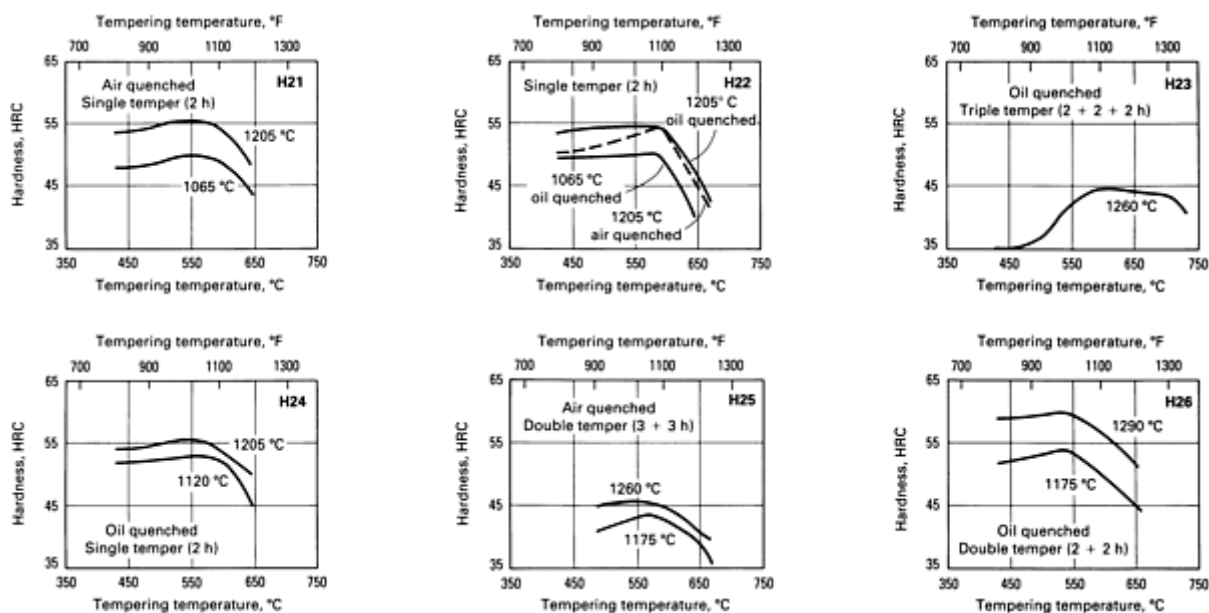 Tempering temperature, °F
700 900 1100 1300
65
55
45
35
Hardness, HRC
Air quenched
Single temper (2 h)
H21
1205 °C
1065 °C
350 450 550 650 750
Tempering temperature, °C
Tempering temperature, °F
700 900 1100 1300
65
55
45
35
Hardness, HRC
Single temper (2 h)
H22
1205° C
oil quenched
1065 °C
oil quenched
1205 °C
air quenched
350 450 550 650 750
Tempering temperature, °C
Tempering temperature, °F
700 900 1100 1300
65
55
45
35
Hardness, HRC
H23
Oil quenched
Triple temper (2 + 2 + 2 h)
1260 °C
350 450 550 650 750
Tempering temperature, °C
Tempering temperature, °F
700 900 1100 1300
65
55
45
35
Hardness, HRC
H24
1205 °C
1120 °C
Oil quenched
Single temper (2 h)
350 450 550 650 750
Tempering temperature, °C
Tempering temperature, °F
700 900 1100 1300
65
55
45
35
Hardness, HRC
Air quenched
H25
Double temper (3 + 3 h)
1260 °C
1175 °C
350 450 550 650 750
Tempering temperature, °C
Tempering temperature, °F
700 900 1100 1300
65
55
45
35
Hardness, HRC
H26
1290 °C
1175 °C
Oil quenched
Double temper (2 + 2 h)
350 450 550 650 750
Tempering temperature, °C